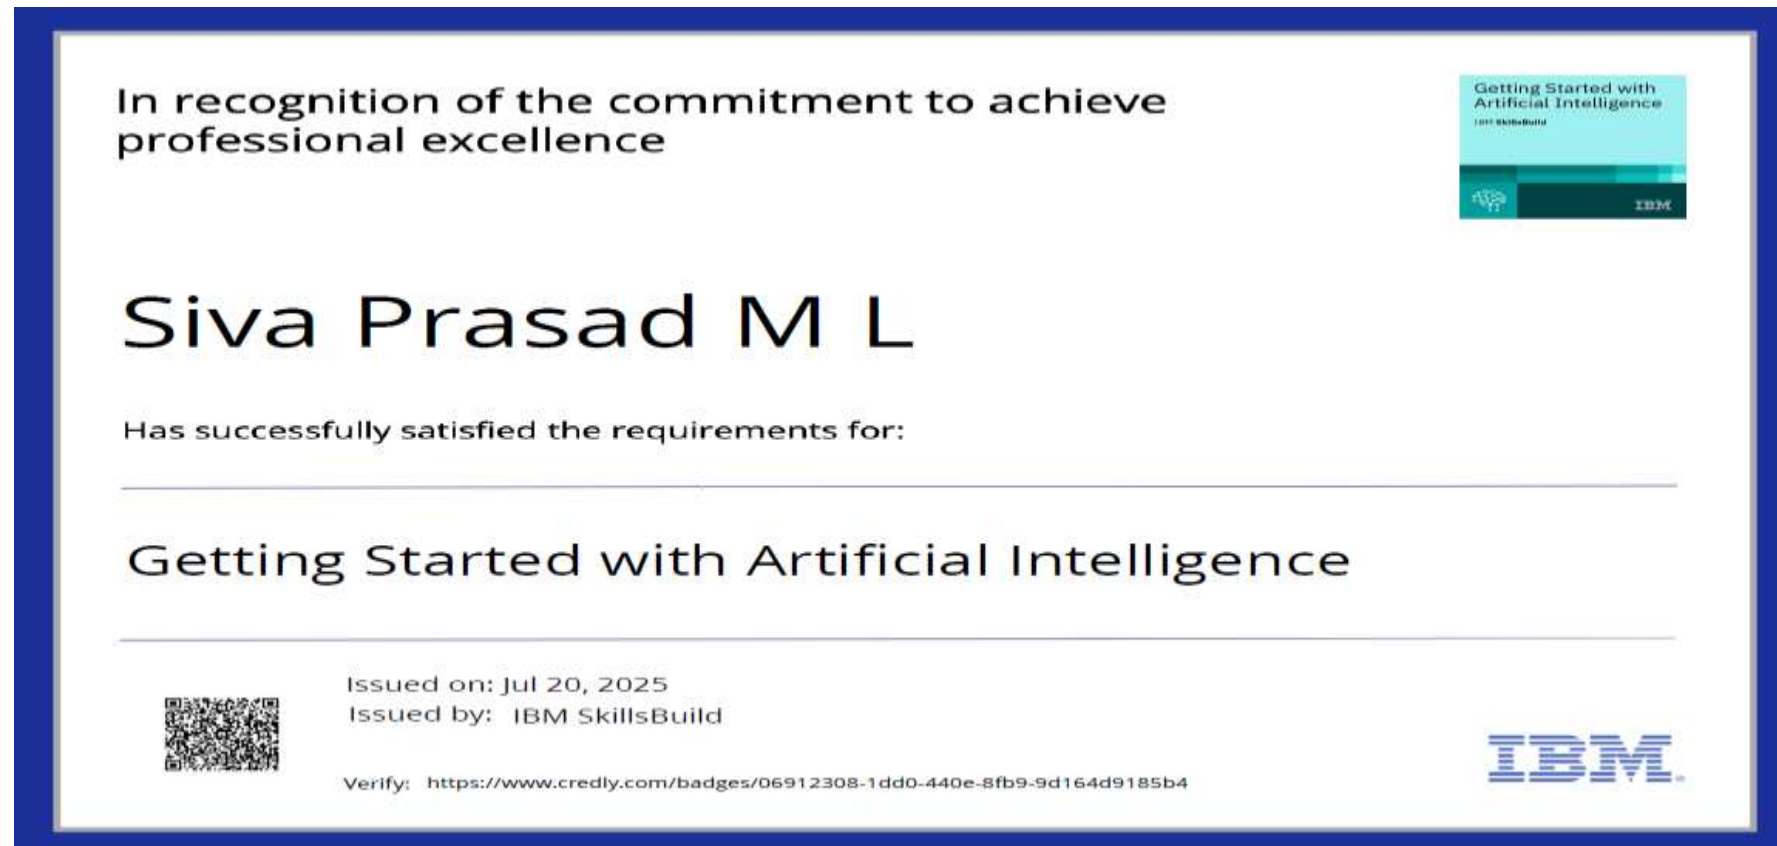 In recognition of the commitment to achieve
professional excellence
Getting Started with
Artificial Intelligence
IBM SkillsBuild
IBM
Siva Prasad M L
Has successfully satisfied the requirements for:
Getting Started with Artificial Intelligence
Issued on: Jul 20, 2025
Issued by: IBM SkillsBuild
Verify: https://www.credly.com/badges/06912308-1dd0-440e-8fb9-9d164d9185b4
IBM.